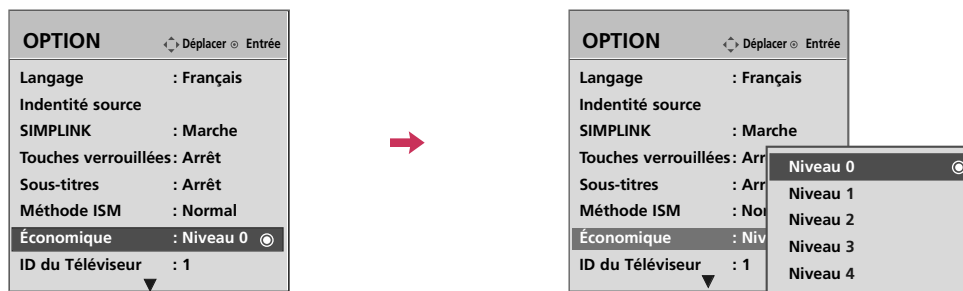 OPTION Déplacer Entrée
Langage : Français
Indentité source
SIMPLINK : Marche
Touches verrouillées : Arrêt
Sous-titres : Arrêt
Méthode ISM : Normal
Économique : Niveau 0
ID du Téléviseur : 1
OPTION Déplacer Entrée
Langage : Français
Indentité source
SIMPLINK : Marche
Touches verrouillées : Arr
Sous-titres : Arr
Méthode ISM : Nor
Économique : Niv
ID du Téléviseur : 1
Niveau 0
Niveau 1
Niveau 2
Niveau 3
Niveau 4